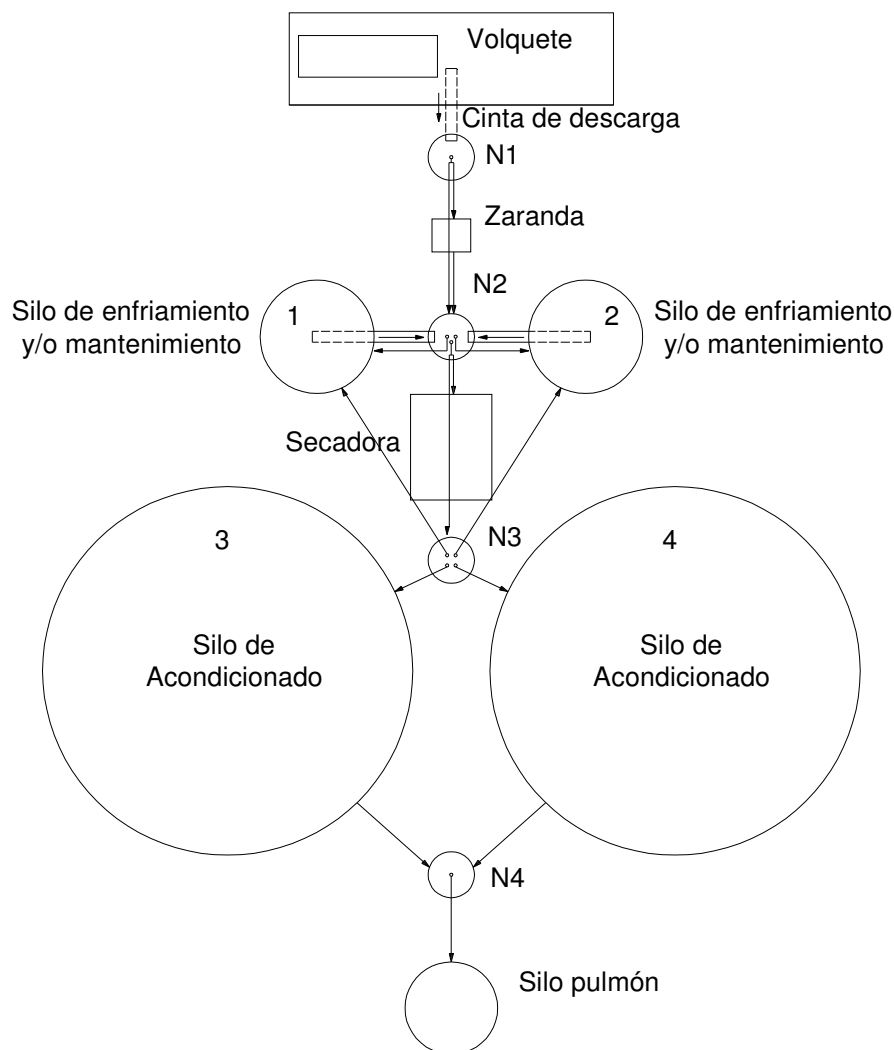 Volquete
Cinta de descarga
N1
Zaranda
N2
Silo de enfriamiento
y/o mantenimiento
1
2
Silo de enfriamiento
y/o mantenimiento
Secadora
N3
3
4
Silo de
Acondicionado
Silo de
Acondicionado
N4
Silo pulmón